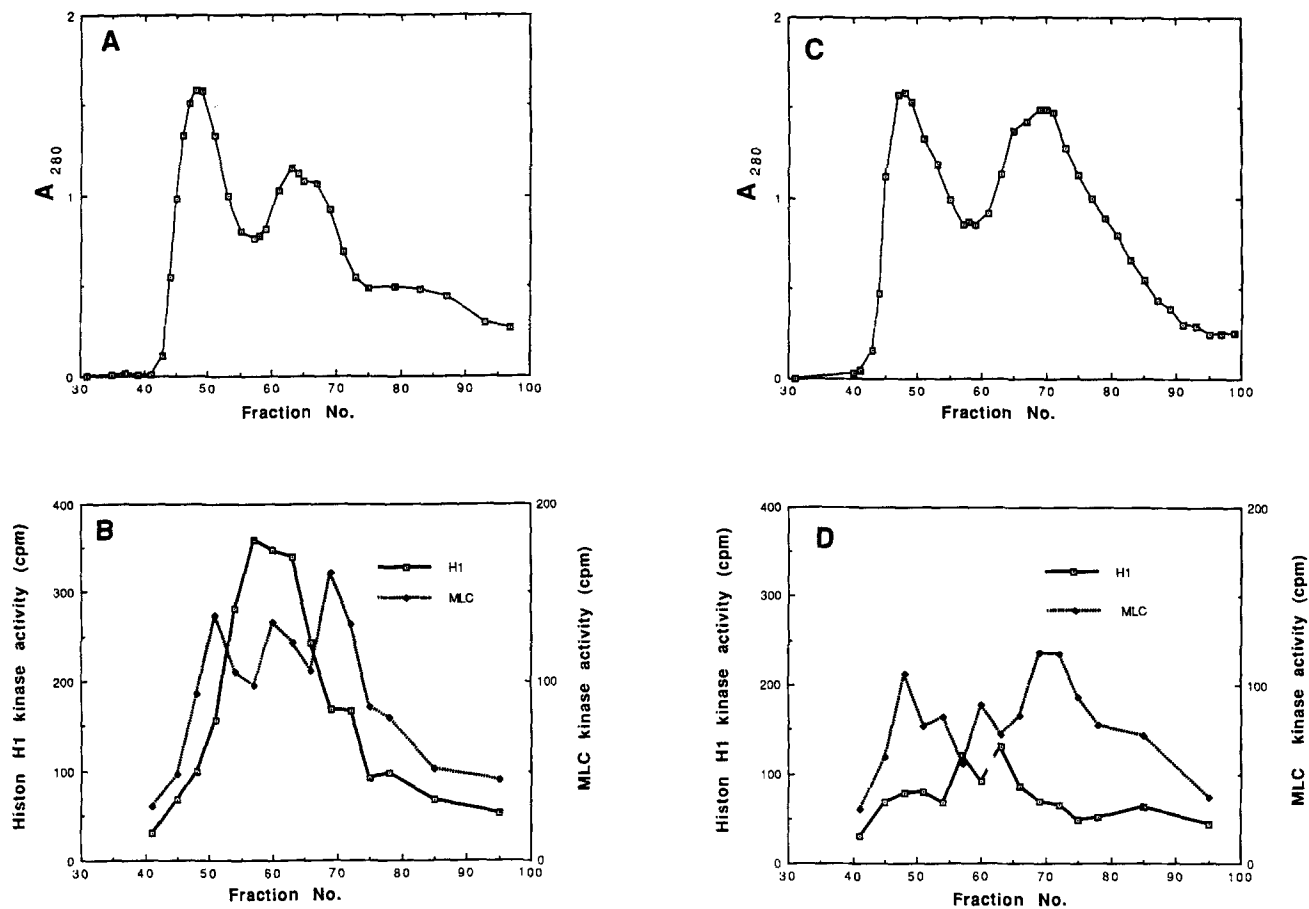 A
2
1
0
A 280
30 40 50 60 70 80 90 100
Fraction No.
C
2
1
0
A 280
30 40 50 60 70 80 90 100
Fraction No.
B
400
300
200
100
0
200
100
0
Histon H1 kinase activity (cpm)
MLC kinase activity (cpm)
H1
MLC
30 40 50 60 70 80 90 100
Fraction No.
D
400
300
200
100
0
200
100
0
Histon H1 kinase activity (cpm)
MLC kinase activity (cpm)
H1
MLC
30 40 50 60 70 80 90 100
Fraction No.